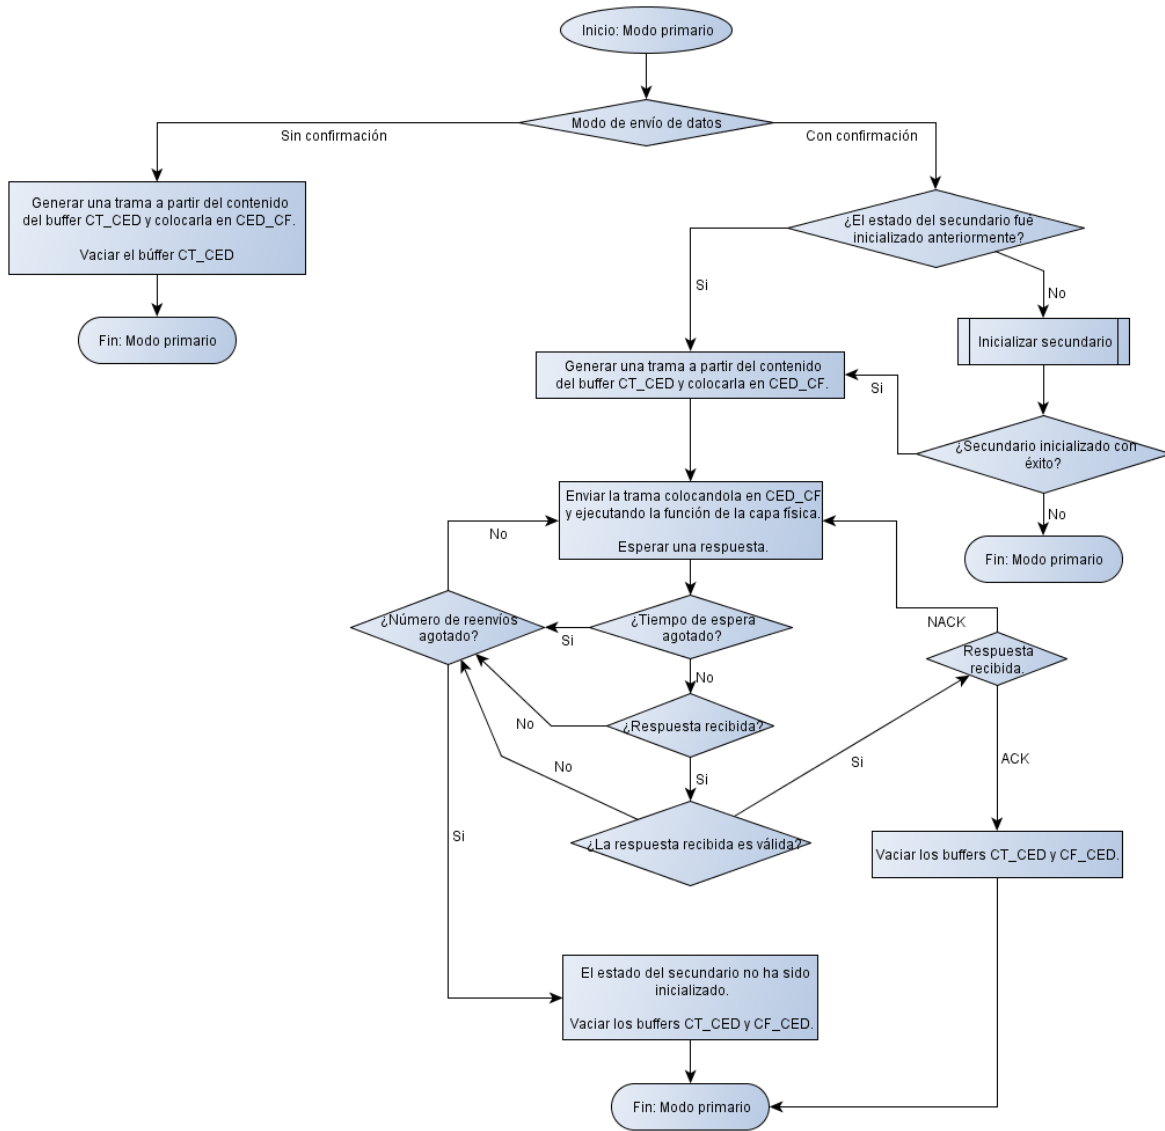 Inicio: Modo primario
Modo de envío de datos
Sin confirmación
Con confirmación
Generar una trama a partir del contenido
del buffer CT_CED y colocarla en CED_CF.
Vaciar el búffer CT_CED
Fin: Modo primario
¿El estado del secundario fué
inicializado anteriormente?
Si
No
Inicializar secundario
Generar una trama a partir del contenido
del buffer CT_CED y colocarla en CED_CF.
Si
¿Secundario inicializado con
éxito?
No
Fin: Modo primario
Enviar la trama colocandola en CED_CF
y ejecutando la función de la capa física.
Esperar una respuesta.
No
¿Número de reenvíos
agotado?
Si
¿Tiempo de espera
agotado?
NACK
Respuesta
recibida.
No
¿Respuesta recibida?
No
No
Si
Si
ACK
Si
¿La respuesta recibida es válida?
Vaciar los buffers CT_CED y CF_CED.
El estado del secundario no ha sido
inicializado.
Vaciar los buffers CT_CED y CF_CED.
Fin: Modo primario